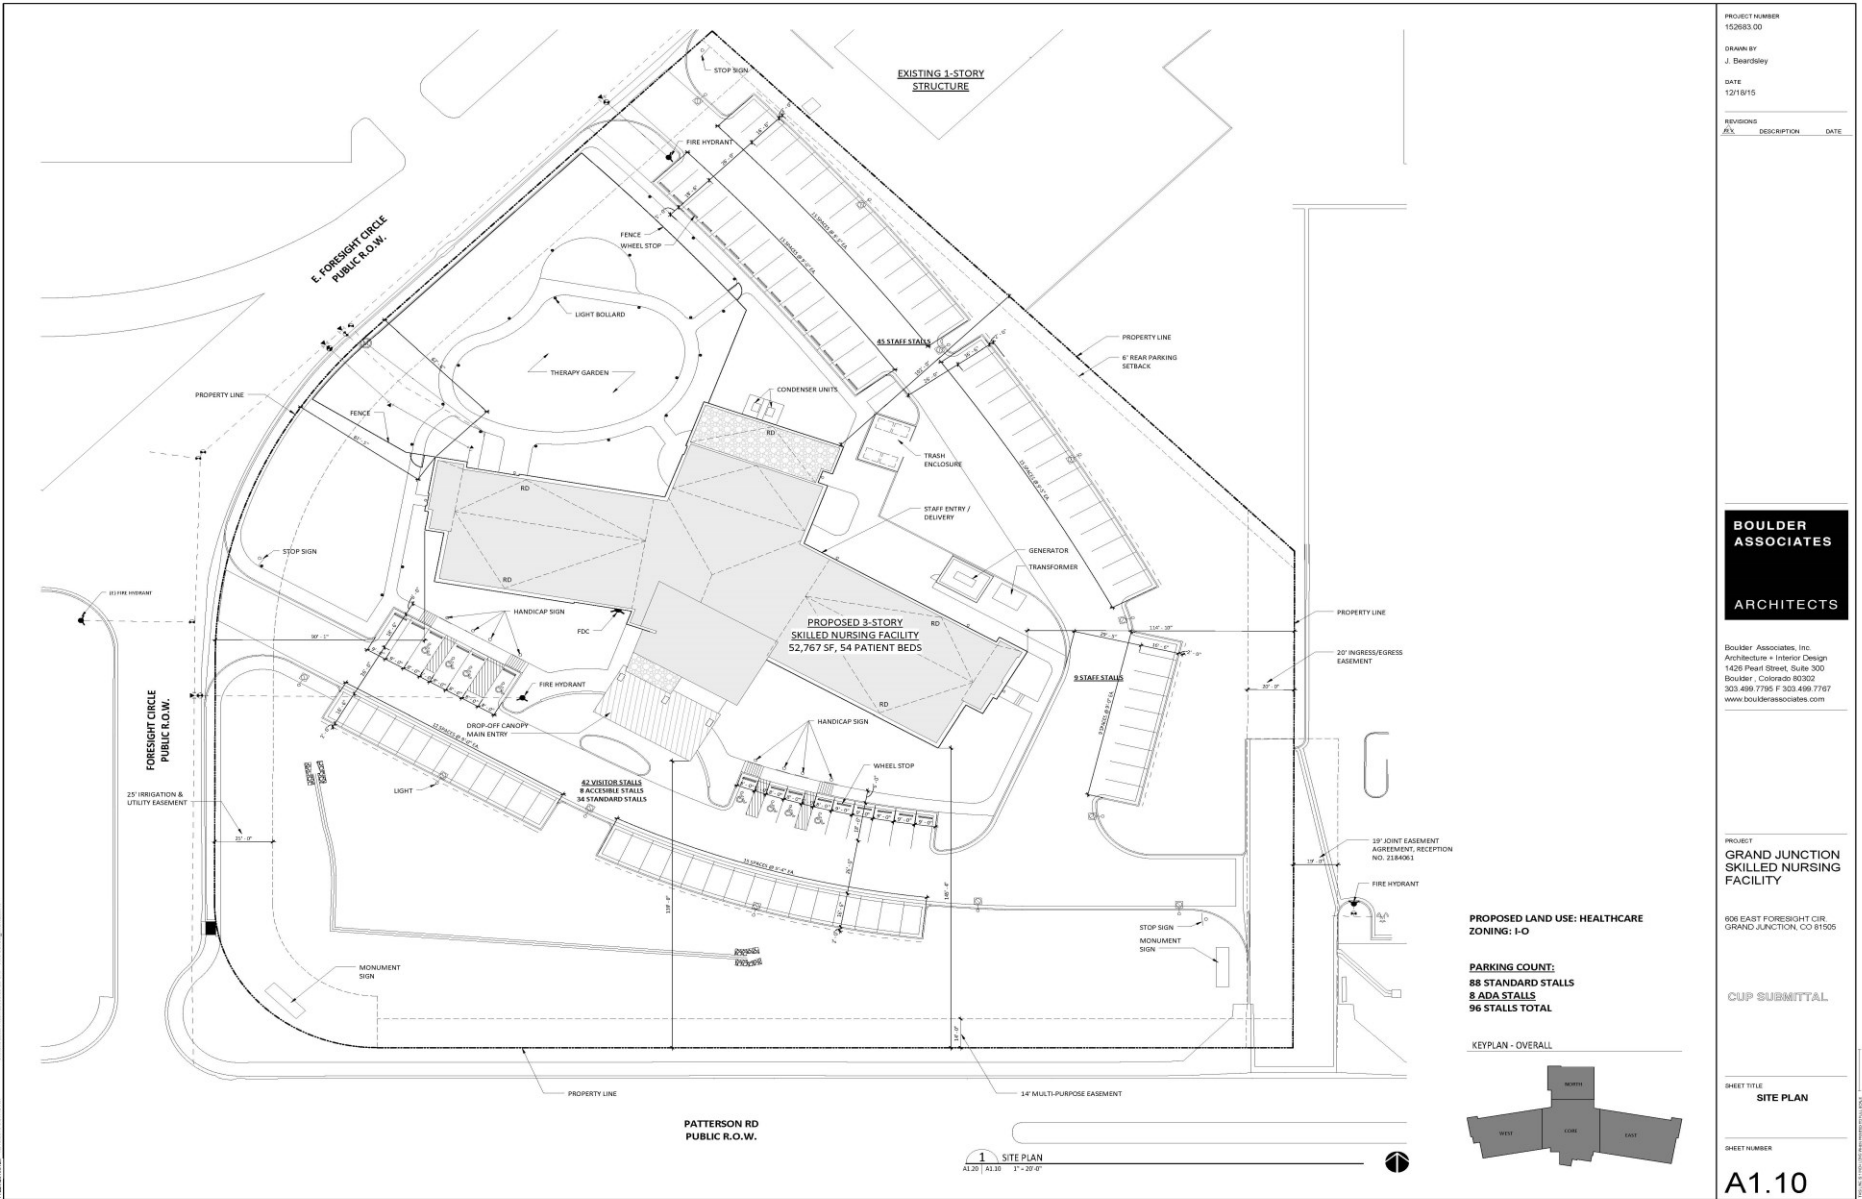 EXISTING 1-STORY
STRUCTURE
STOP SIGN
FIRE HYDRANT
E. FORESIGHT CIRCLE
PUBLIC R.O.W.
FENCE
WHEEL STOP
LIGHT BOLLARD
THERAPY GARDEN
45 STAFF STALLS
PROPERTY LINE
6' REAR PARKING
SETBACK
PROPERTY LINE
FENCE
CONDENSER UNITS
RD
TRASH
ENCLOSURE
RD
STAFF ENTRY /
DELIVERY
STOP SIGN
GENERATOR
TRANSFORMER
RD
HANDICAP SIGN
FDC
PROPOSED 3-STORY
SKILLED NURSING FACILITY
52,767 SF, 54 PATIENT BEDS
RD
PROPERTY LINE
114' - 10"
90' - 1"
20' INGRESS/EGRESS
EASEMENT
20' - 0"
9 STAFF STALLS
FIRE HYDRANT
RD
FORESIGHT CIRCLE
PUBLIC R.O.W.
DROP-OFF CANOPY
MAIN ENTRY
HANDICAP SIGN
WHEEL STOP
LIGHT
42 VISITOR STALLS
8 ACCESIBLE STALLS
34 STANDARD STALLS
25' IRRIGATION &
UTILITY EASEMENT
19' JOINT EASEMENT
AGREEMENT, RECEPTION
NO. 2184061
FIRE HYDRANT
STOP SIGN
MONUMENT
SIGN
MONUMENT
SIGN
PROPERTY LINE
14' MULTI-PURPOSE EASEMENT
PATTERSON RD
PUBLIC R.O.W.
1 SITE PLAN
A1.20 A1.10 1" = 20'-0"
PROPOSED LAND USE: HEALTHCARE
ZONING: I-O
PARKING COUNT:
88 STANDARD STALLS
8 ADA STALLS
96 STALLS TOTAL
KEYPLAN - OVERALL
NORTH
WEST
CORE
EAST
PROJECT NUMBER
152683.00
DRAWN BY
J. Beardsley
DATE
12/18/15
REVISIONS
DESCRIPTION DATE
BOULDER
ASSOCIATES
ARCHITECTS
Boulder Associates, Inc.
Architecture + Interior Design
1426 Pearl Street, Suite 300
Boulder, Colorado 80302
303.499.7795 F 303.499.7767
www.boulderassociates.com
PROJECT
GRAND JUNCTION
SKILLED NURSING
FACILITY
606 EAST FORESIGHT CIR.
GRAND JUNCTION, CO 81505
CUP SUBMITTAL
SHEET TITLE
SITE PLAN
SHEET NUMBER
A1.10